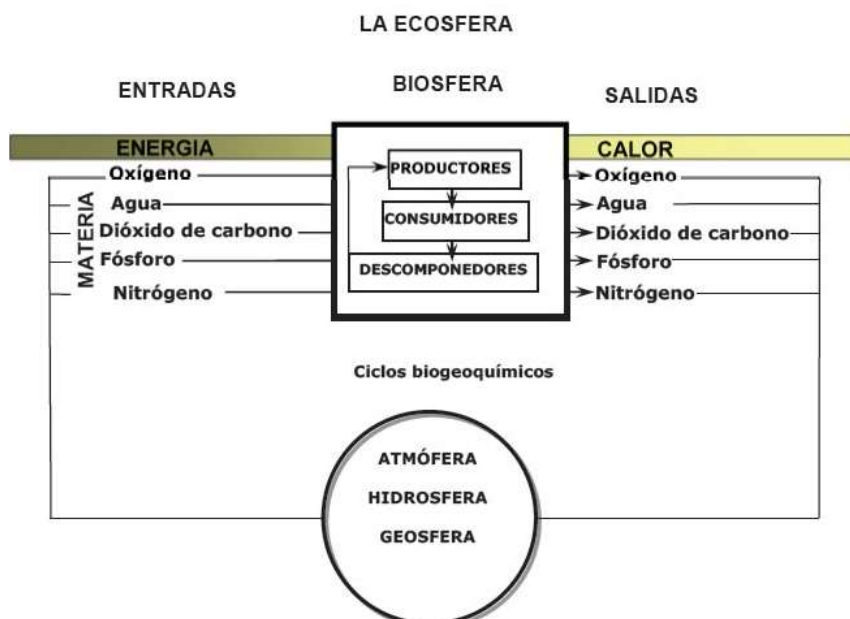 LA ECOSFERA
ENTRADAS
BIOSFERA
SALIDAS
ENERGIA
CALOR
MATERIA
Oxígeno
Agua
Dióxido de carbono
Fósforo
Nitrógeno
PRODUCTORES
CONSUMIDORES
DESCOMPONEDORES
Oxígeno
Agua
Dióxido de carbono
Fósforo
Nitrógeno
Ciclos biogeoquímicos
ATMÓFERA
HIDROSFERA
GEOSFERA